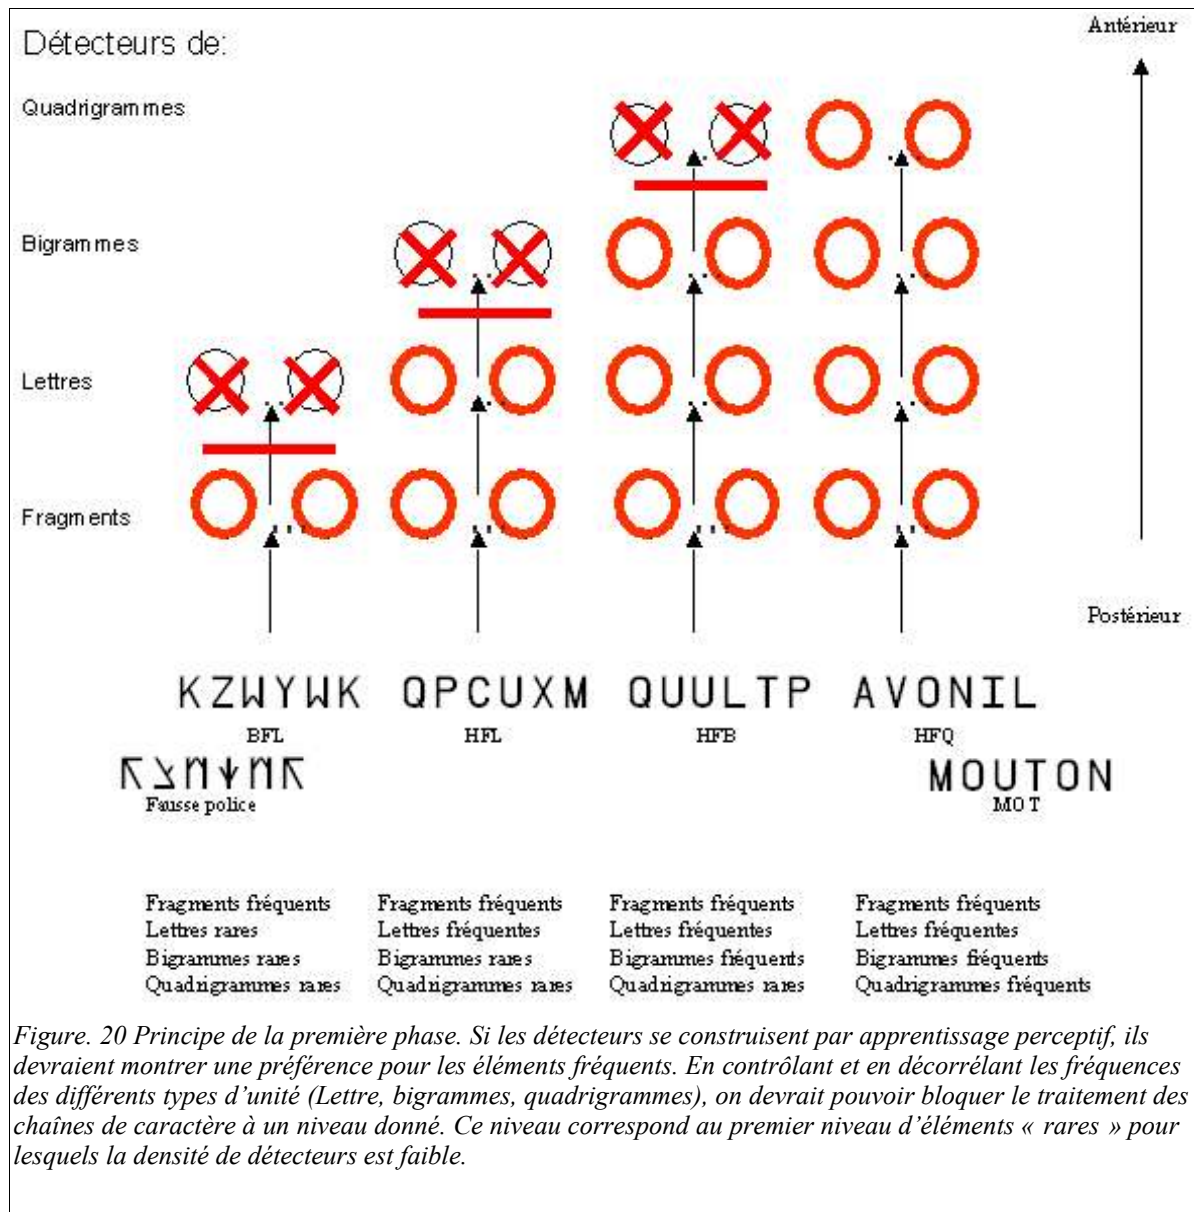 Détecteurs de:
Antérieur
Quadrigrammes
Bigrammes
Lettres
Fragments
Postérieur
KZWYWK QPCUXM QUULTP AVONIL
BFL HFL HFB HFQ
MOUTON
Fausse police MOT
Fragments fréquents Fragments fréquents Fragments fréquents Fragments fréquents
Lettres rares Lettres fréquentes Lettres fréquentes Lettres fréquentes
Bigrammes rares Bigrammes rares Bigrammes fréquents Bigrammes fréquents
Quadrigrammes rares Quadrigrammes rares Quadrigrammes rares Quadrigrammes fréquents
Figure. 20 Principe de la première phase. Si les détecteurs se construisent par apprentissage perceptif, ils
devraient montrer une préférence pour les éléments fréquents. En contrôlant et en décorrélant les fréquences
des différents types d’unité (Lettre, bigrammes, quadrigrammes), on devrait pouvoir bloquer le traitement des
chaînes de caractère à un niveau donné. Ce niveau correspond au premier niveau d’éléments « rares » pour
lesquels la densité de détecteurs est faible.